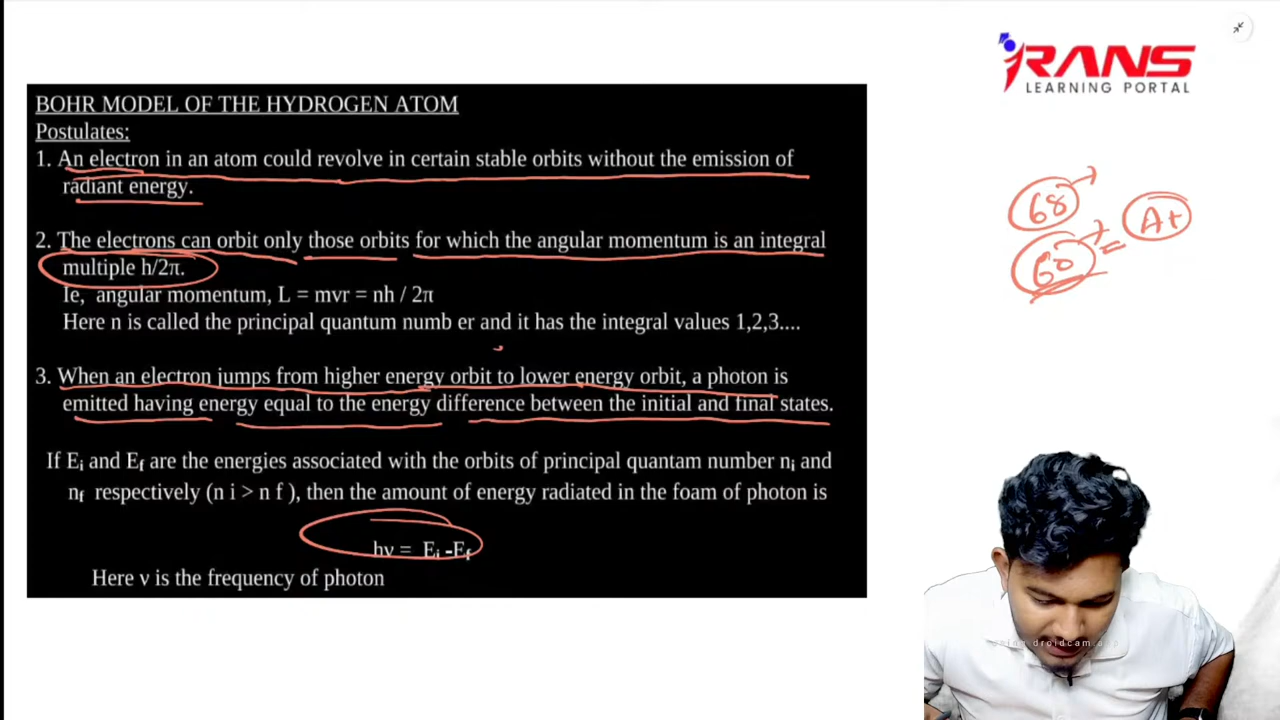 RANS
LEARNING PORTAL
BOHR MODEL OF THE HYDROGEN ATOM
Postulates:
1. An electron in an atom could revolve in certain stable orbits without the emission of
radiant energy.
2. The electrons can orbit only those orbits for which the angular momentum is an integral
multiple h/2π.
Ie, angular momentum, L = mvr = nh / 2π
Here n is called the principal quantum numb er and it has the integral values 1,2,3....
3. When an electron jumps from higher energy orbit to lower energy orbit, a photon is
emitted having energy equal to the energy difference between the initial and final states.
If Eᵢ and E_f are the energies associated with the orbits of principal quantam number nᵢ and
n_f respectively (n i > n f ), then the amount of energy radiated in the foam of photon is
hν = Eᵢ -E_f
Here ν is the frequency of photon
68
60 = A+